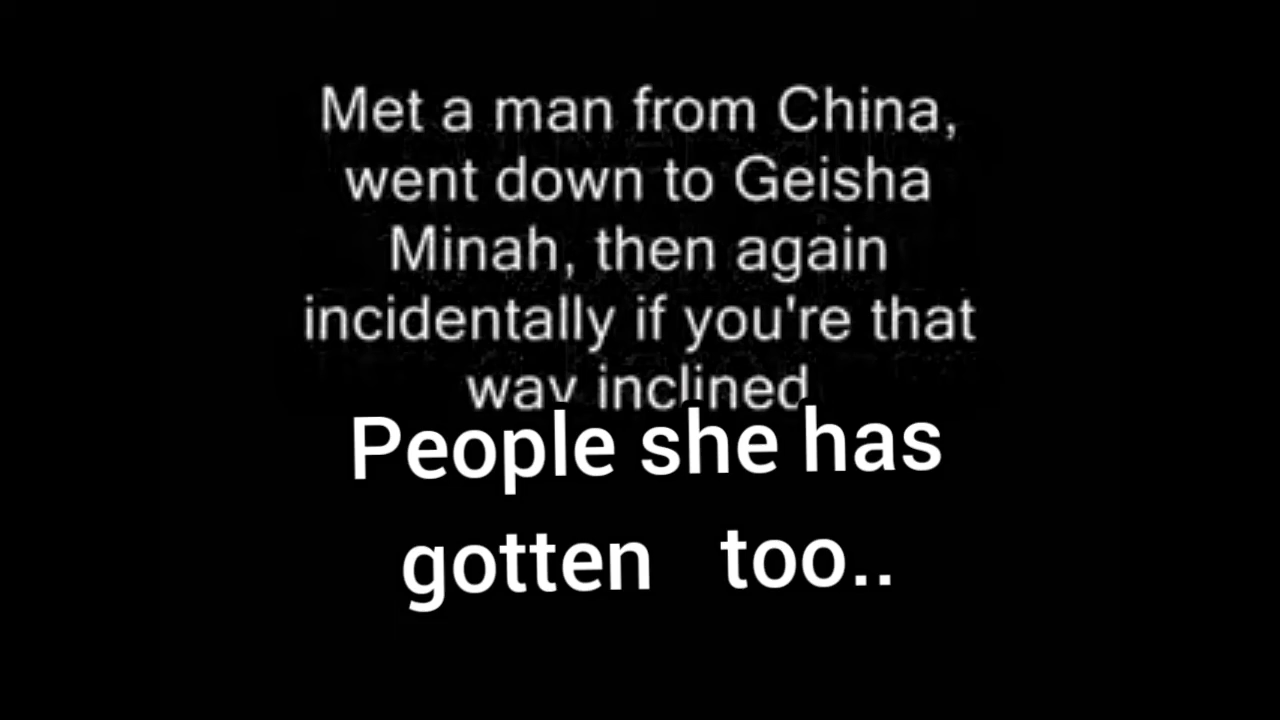 Met a man from China,
went down to Geisha
Minah, then again
incidentally if you're that
way inclined
People she has
gotten too..